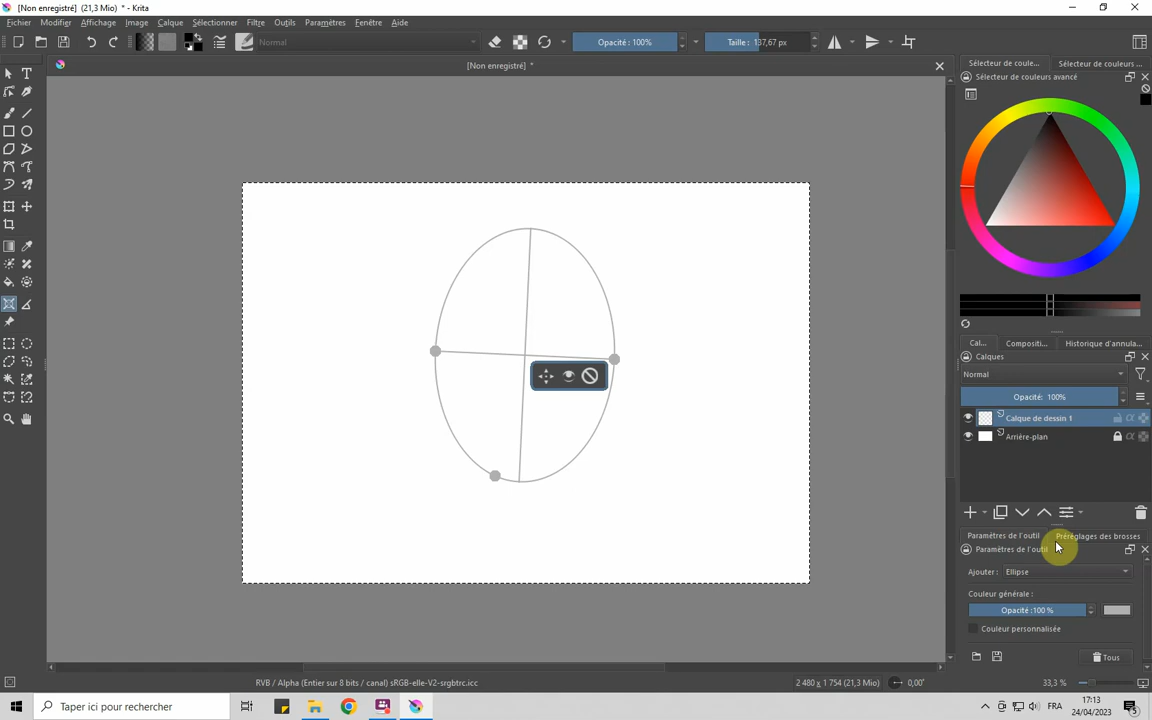 [Non enregistré] (21,3 Mio) * - Krita
Fichier Modifier Affichage Image Calque Sélectionner Filtre Outils Paramètres Fenêtre Aide
Normal
Opacité : 100%
Taille : 137,67 px
[Non enregistré] *
Sélecteur de coule...
Sélecteur de couleurs ...
Sélecteur de couleurs avancé
Cal...
Compositi...
Historique d'annula...
Calques
Normal
Opacité: 100%
Calque de dessin 1
Arrière-plan
Paramètres de l'outil
Préréglages des brosses
Paramètres de l'outil
Ajouter : Ellipse
Couleur générale :
Opacité :100 %
Couleur personnalisée
Tous
RVB / Alpha (Entier sur 8 bits / canal) sRGB-elle-V2-srgbtrc.icc
2 480 x 1 754 (21,3 Mio)
0,00°
33,3 %
Taper ici pour rechercher
FRA
17:13
24/04/2023
5